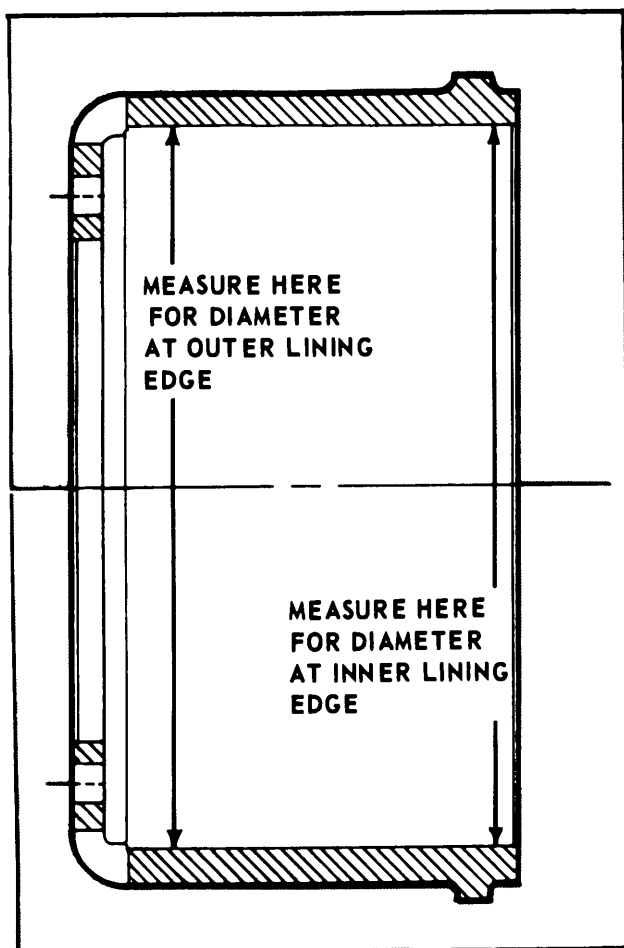 MEASURE HERE
FOR DIAMETER
AT OUTER LINING
EDGE
MEASURE HERE
FOR DIAMETER
AT INNER LINING
EDGE